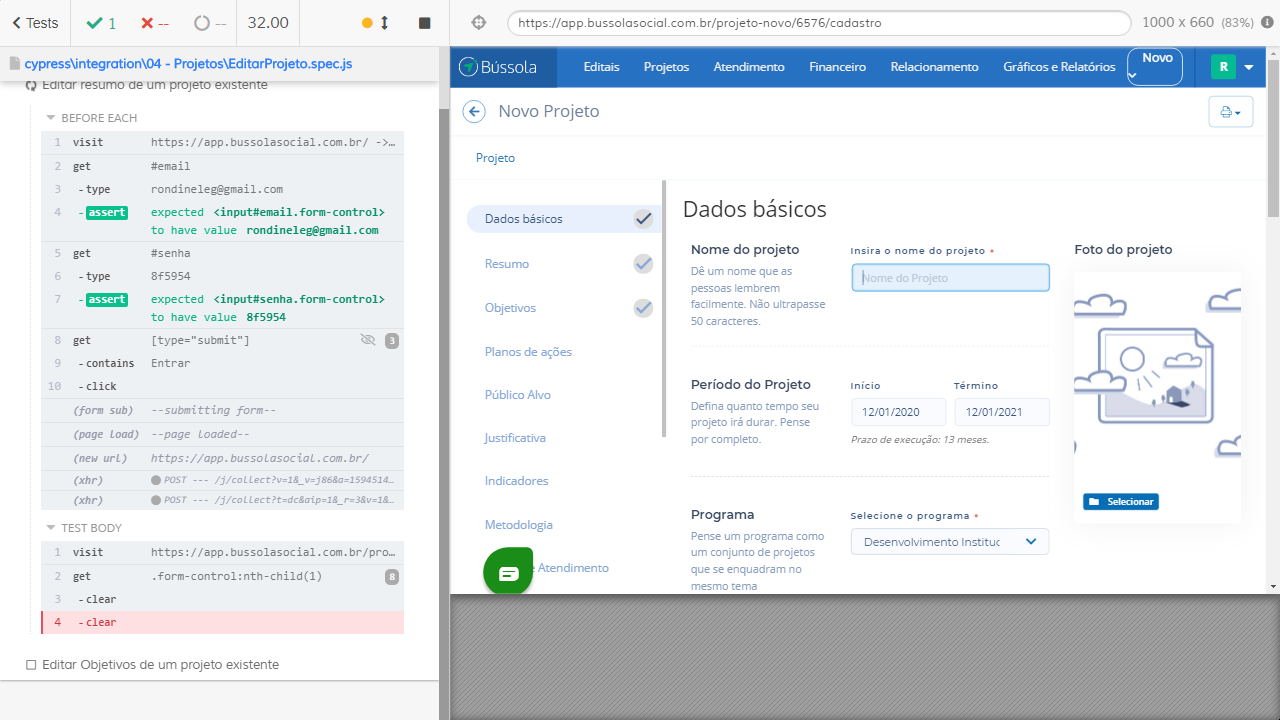 Tests
1
--
--
32.00
https://app.bussolasocial.com.br/projeto-novo/6576/cadastro
1000 x 660 (83%)
cypress\integration\04 - Projetos\EditarProjeto.spec.js
Editar resumo de um projeto existente
BEFORE EACH
1 visit https://app.bussolasocial.com.br/ ->…
2 get #email
3 - type rondineleg@gmail.com
4 - assert expected <input#email.form-control>
to have value rondineleg@gmail.com
5 get #senha
6 - type 8f5954
7 - assert expected <input#senha.form-control>
to have value 8f5954
8 get [type="submit"] 3
9 - contains Entrar
10 - click
(form sub) --submitting form--
(page load) --page loaded--
(new url) https://app.bussolasocial.com.br/
(xhr) POST --- /j/collect?v=1&_v=j86&a=1594514…
(xhr) POST --- /j/collect?t=dc&aip=1&_r=3&v=1&…
TEST BODY
1 visit https://app.bussolasocial.com.br/pro…
2 get .form-control:nth-child(1) 8
3 - clear
4 - clear
Editar Objetivos de um projeto existente
Bússola
Editais Projetos Atendimento Financeiro Relacionamento Gráficos e Relatórios Novo R
Novo Projeto
Projeto
Dados básicos
Resumo
Objetivos
Planos de ações
Público Alvo
Justificativa
Indicadores
Metodologia
e Atendimento
Dados básicos
Nome do projeto
Dê um nome que as
pessoas lembrem
facilmente. Não ultrapasse
50 caracteres.
Insira o nome do projeto *
Nome do Projeto
Foto do projeto
Selecionar
Período do Projeto
Defina quanto tempo seu
projeto irá durar. Pense
por completo.
Início Término
12/01/2020 12/01/2021
Prazo de execução: 13 meses.
Programa
Pense um programa como
um conjunto de projetos
que se enquadram no
mesmo tema
Selecione o programa *
Desenvolvimento Instituc